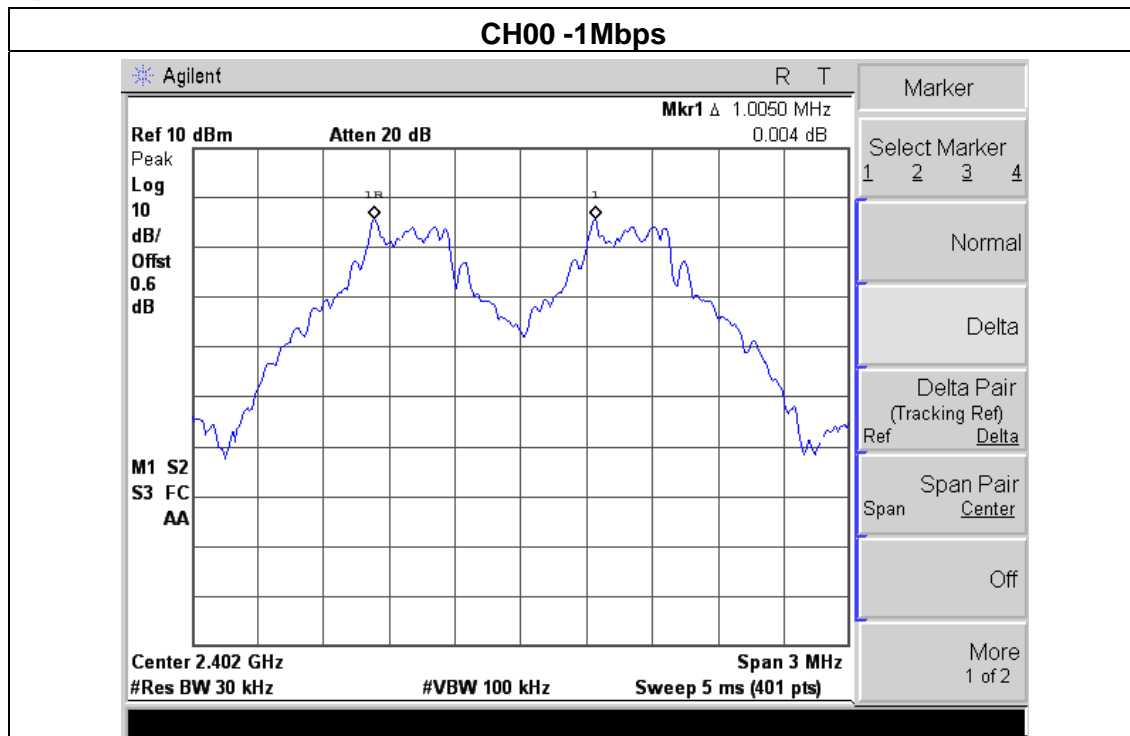 CH00 -1Mbps
Agilent R T
Mkr1 Δ 1.0050 MHz
Ref 10 dBm Atten 20 dB 0.004 dB
Peak
Log
10
dB/
Offst
0.6
dB
1R
1
M1 S2
S3 FC
AA
Center 2.402 GHz Span 3 MHz
#Res BW 30 kHz #VBW 100 kHz Sweep 5 ms (401 pts)
Marker
Select Marker
1 2 3 4
Normal
Delta
Delta Pair
(Tracking Ref)
Ref Delta
Span Pair
Span Center
Off
More
1 of 2